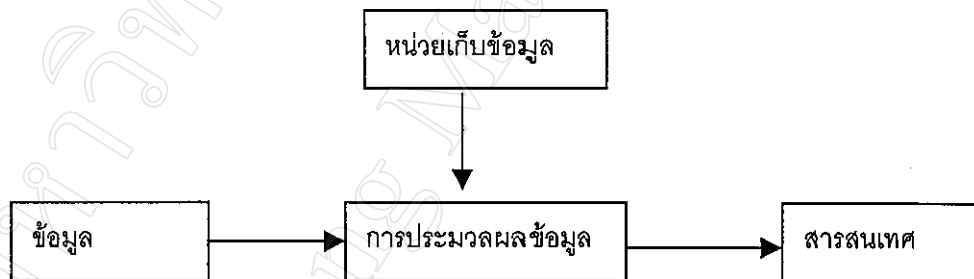 หน่วยเก็บข้อมูล
ข้อมูล
การประมวลผลข้อมูล
สารสนเทศ